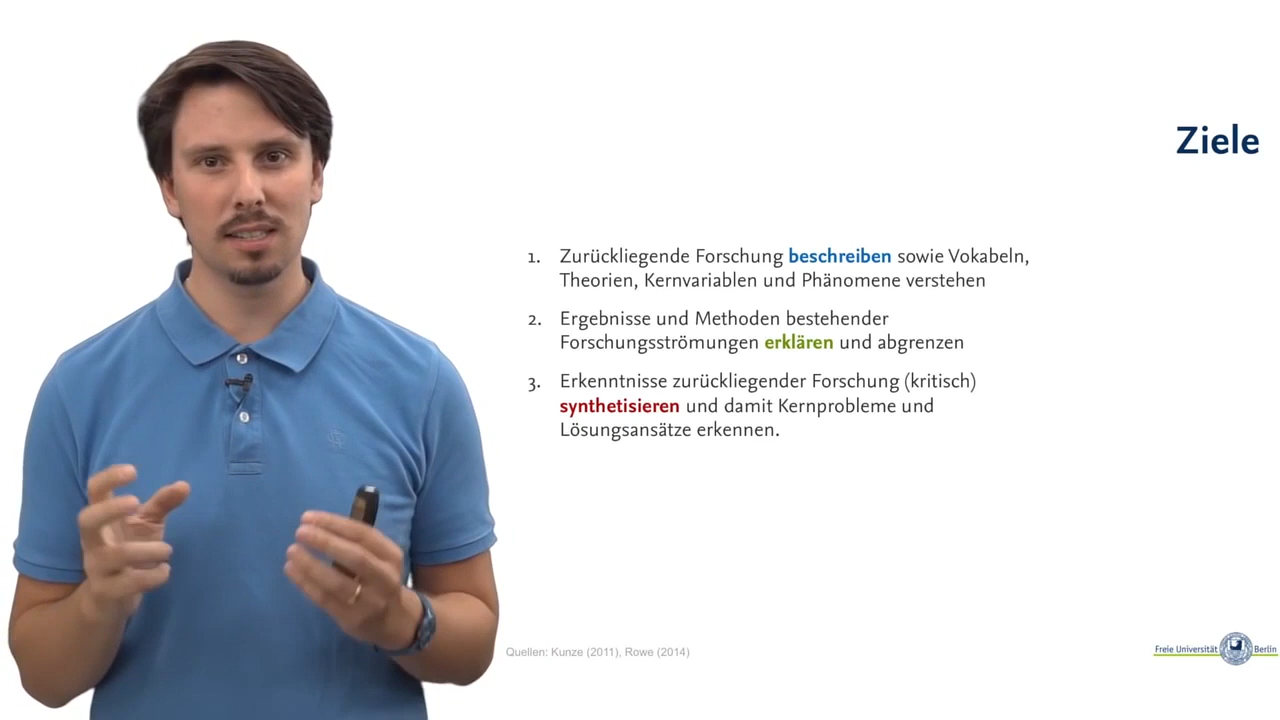 Ziele
1. Zurückliegende Forschung beschreiben sowie Vokabeln,
Theorien, Kernvariablen und Phänomene verstehen
2. Ergebnisse und Methoden bestehender
Forschungsströmungen erklären und abgrenzen
3. Erkenntnisse zurückliegender Forschung (kritisch)
synthetisieren und damit Kernprobleme und
Lösungsansätze erkennen.
Quellen: Kunze (2011), Rowe (2014)
Freie Universität Berlin